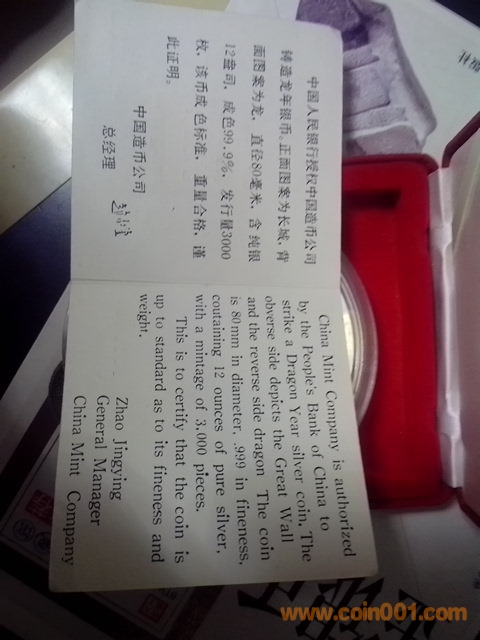 中国人民银行授权中国造币公司
铸造龙年银币。正面图案为长城，背
面图案为龙，直径80毫米，含纯银
12盎司，成色99.9%，发行量3000
枚，该币成色标准，重量合格，谨
此证明。
中国造币公司
总经理
China Mint Company is authorized
by the People's Bank of China to
strike a Dragon Year silver coin, The
obverse side depicts the Great Wall
and the reverse side dragon The coin
is 80mm in diameter, .999 in fineness,
coutaining 12 ounces of pure silver,
with a mintage of 3,000 pieces.
This is to certify that the coin is
up to standard as to its fineness and
weight.
Zhao Jingying
General Manager
China Mint Company
www.coin001.com